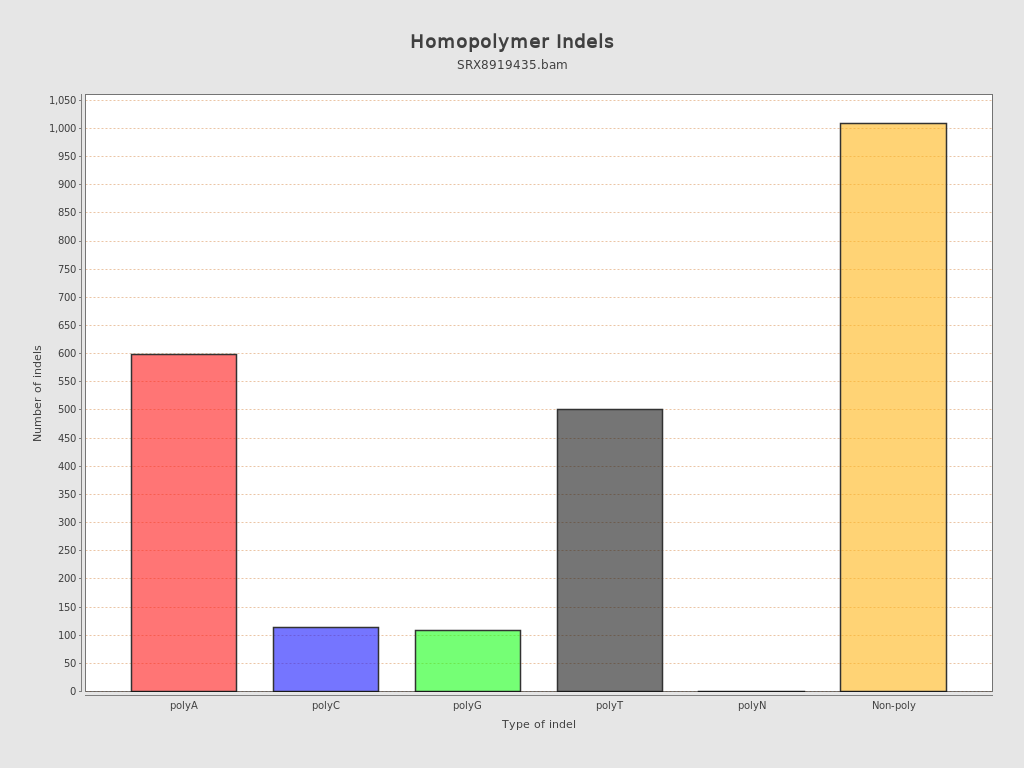 Homopolymer Indels
SRX8919435.bam
1,050
1,000
950
900
850
800
750
700
650
600
550
500
450
400
350
300
250
200
150
100
50
0
Number of indels
polyA
polyC
polyG
polyT
polyN
Non-poly
Type of indel